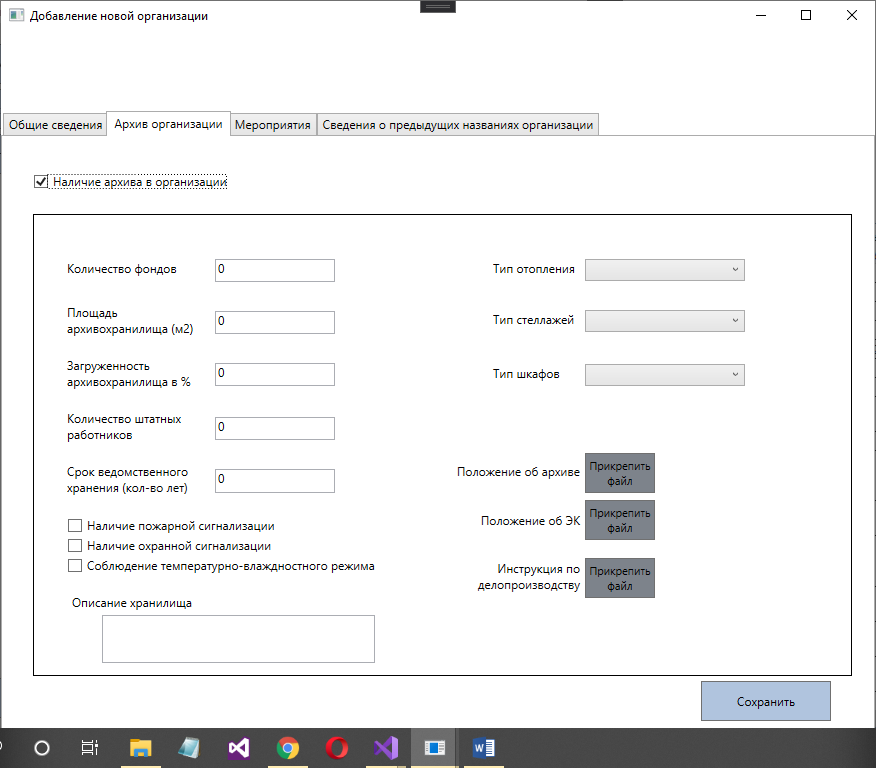 Добавление новой организации
Общие сведения
Архив организации
Мероприятия
Сведения о предыдущих названиях организации
Наличие архива в организации
Количество фондов
0
Площадь
архивохранилища (м2)
0
Загруженность
архивохранилища в %
0
Количество штатных
работников
0
Срок ведомственного
хранения (кол-во лет)
0
Наличие пожарной сигнализации
Наличие охранной сигнализации
Соблюдение температурно-влаждностного режима
Описание хранилища
Тип отопления
Тип стеллажей
Тип шкафов
Положение об архиве
Прикрепить
файл
Положение об ЭК
Прикрепить
файл
Инструкция по
делопроизводству
Прикрепить
файл
Сохранить